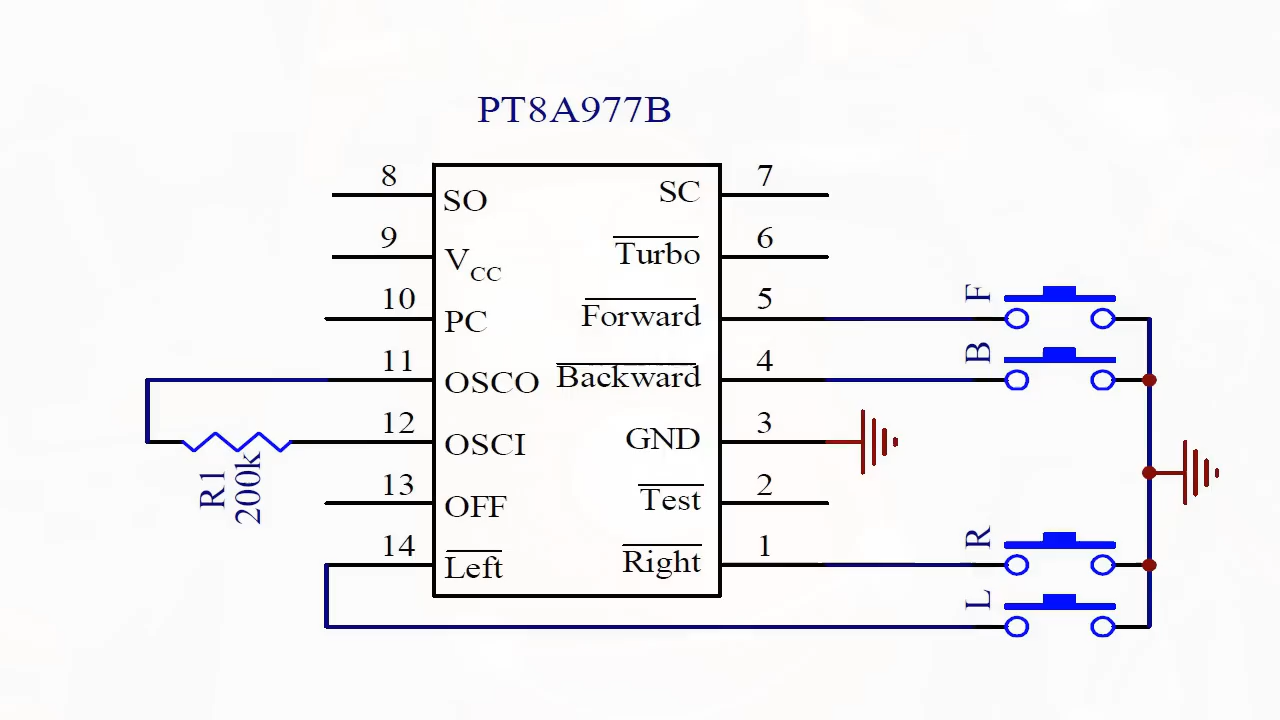 PT8A977B
8 SO SC 7
9 VCC Turbo 6
10 PC Forward 5 F
11 OSCO Backward 4 B
12 OSCI GND 3
R1
200k
13 OFF Test 2
14 Left Right 1 R
L